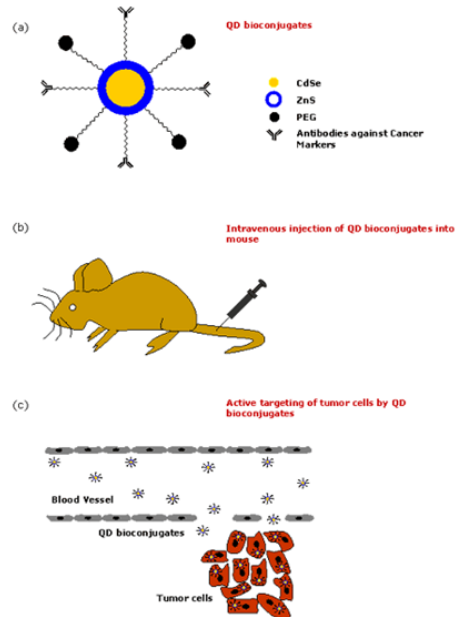 (a)
QD bioconjugates
CdSe
ZnS
PEG
Antibodies against Cancer
Markers
(b)
Intravenous injection of QD bioconjugates into
mouse
(c)
Active targeting of tumor cells by QD
bioconjugates
Blood Vessel
QD bioconjugates
Tumor cells